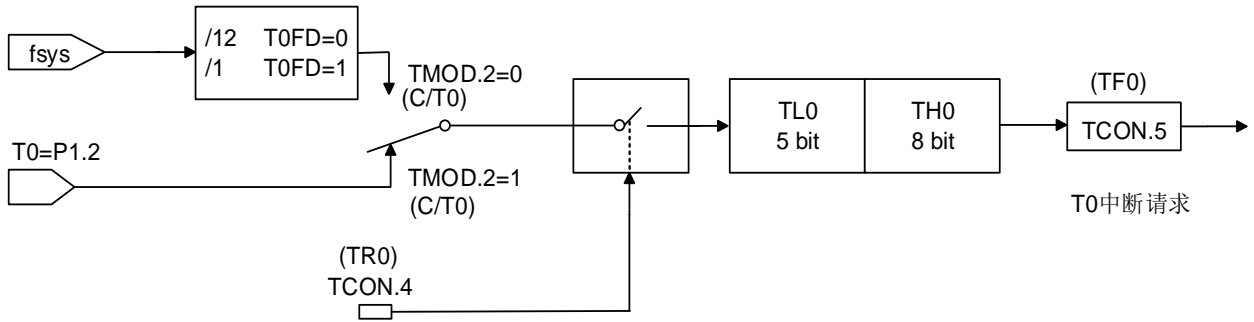 fsys
/12 T0FD=0
/1 T0FD=1
TMOD.2=0
(C/T0)
T0=P1.2
TMOD.2=1
(C/T0)
(TR0)
TCON.4
TL0
5 bit
TH0
8 bit
(TF0)
TCON.5
T0中断请求